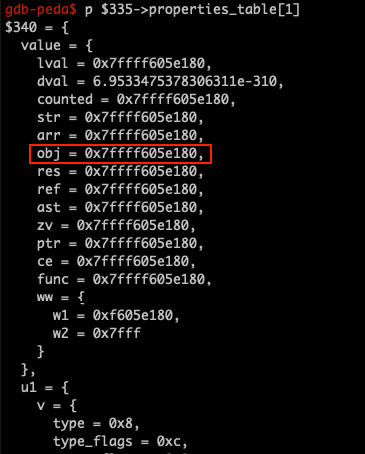 gdb-peda$ p $335->properties_table[1]
$340 = {
value = {
lval = 0x7ffff605e180,
dval = 6.9533475378306311e-310,
counted = 0x7ffff605e180,
str = 0x7ffff605e180,
arr = 0x7ffff605e180,
obj = 0x7ffff605e180,
res = 0x7ffff605e180,
ref = 0x7ffff605e180,
ast = 0x7ffff605e180,
zv = 0x7ffff605e180,
ptr = 0x7ffff605e180,
ce = 0x7ffff605e180,
func = 0x7ffff605e180,
ww = {
w1 = 0xf605e180,
w2 = 0x7fff
}
},
u1 = {
v = {
type = 0x8,
type_flags = 0xc,